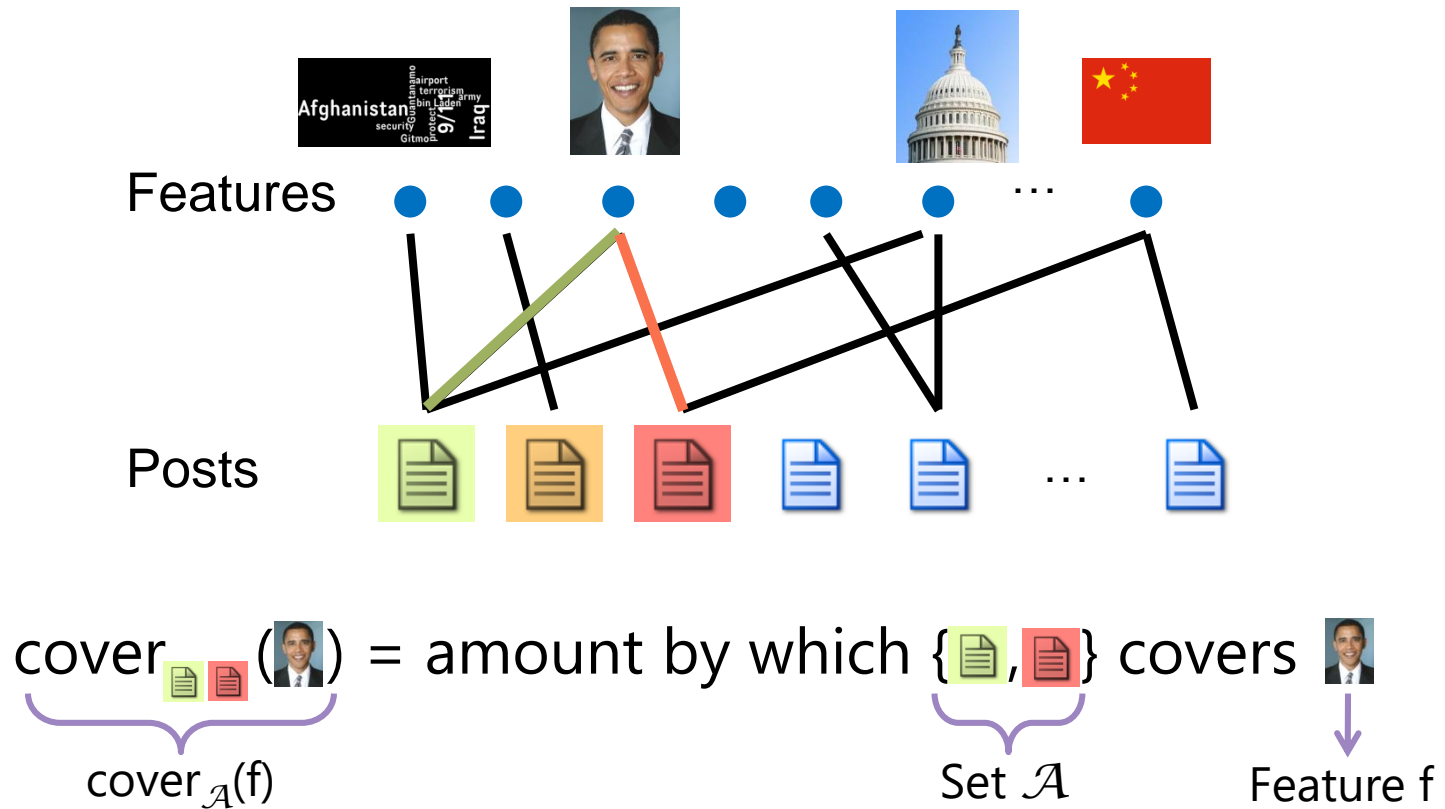 airport
terrorism
Afghanistan
Guantanamo
bin Laden
army
security
protect
9/11
Iraq
Gitmo
Features
...
Posts
...
cover ( ) = amount by which { , } covers
cover𝒜(f)
Set 𝒜
Feature f